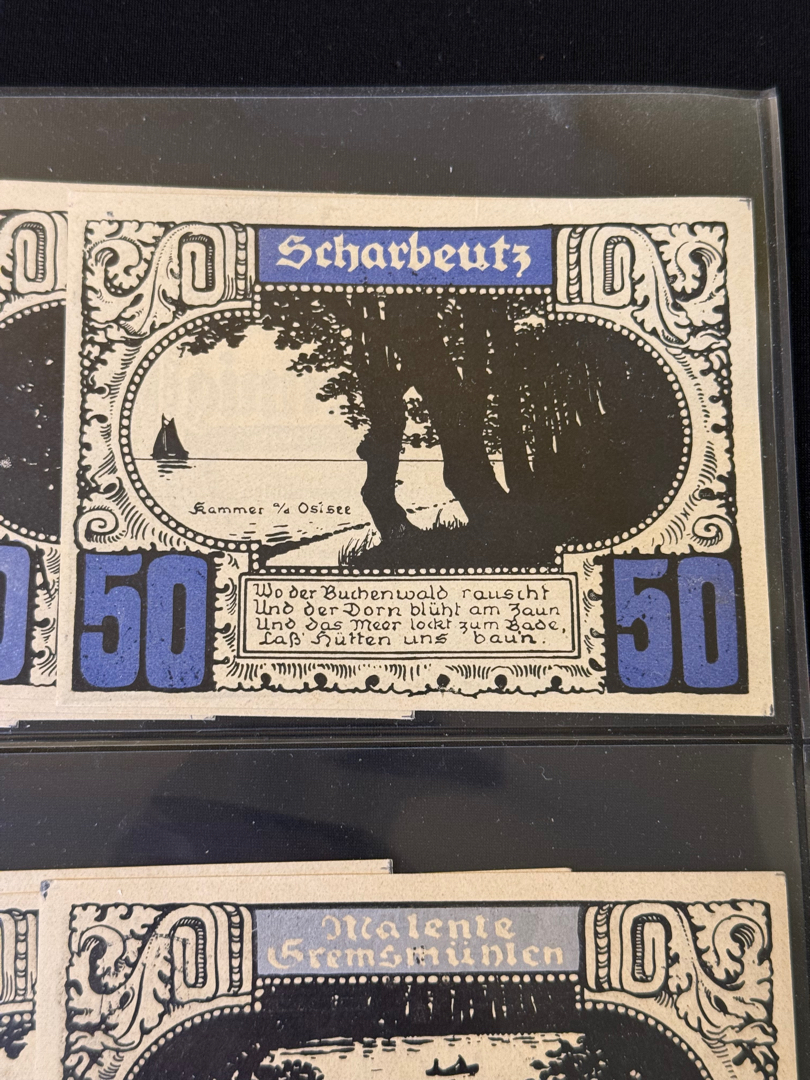 Scharbeutz
Kammer a/d Ostsee
50
50
Wo der Buchenwald rauscht
Und der Dorn blüht am Zaun
Und das Meer lockt zum Bade,
Laß' Hütten uns baun.
Malente
Gremsmühlen